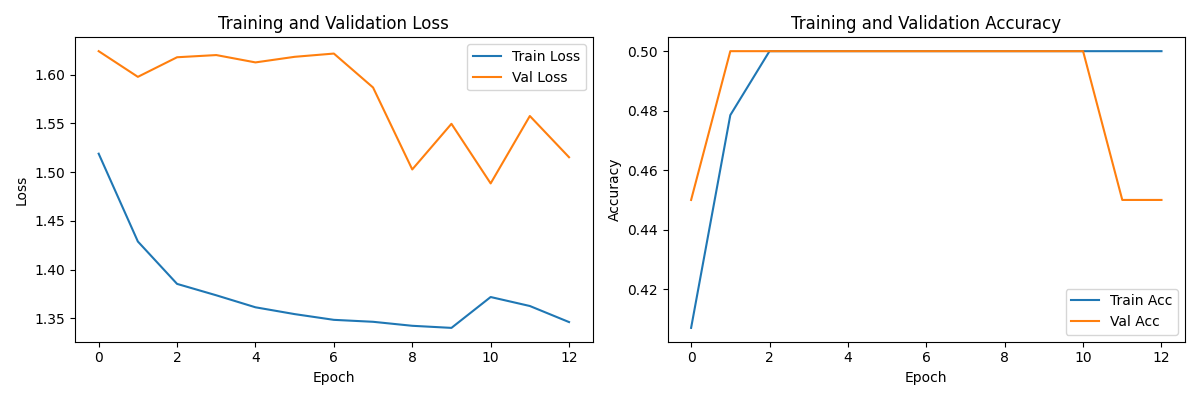 Training and Validation Loss
Train Loss
Val Loss
1.60
1.55
1.50
1.45
1.40
1.35
Loss
0 2 4 6 8 10 12
Epoch
Training and Validation Accuracy
0.50
0.48
0.46
0.44
0.42
Accuracy
Train Acc
Val Acc
0 2 4 6 8 10 12
Epoch